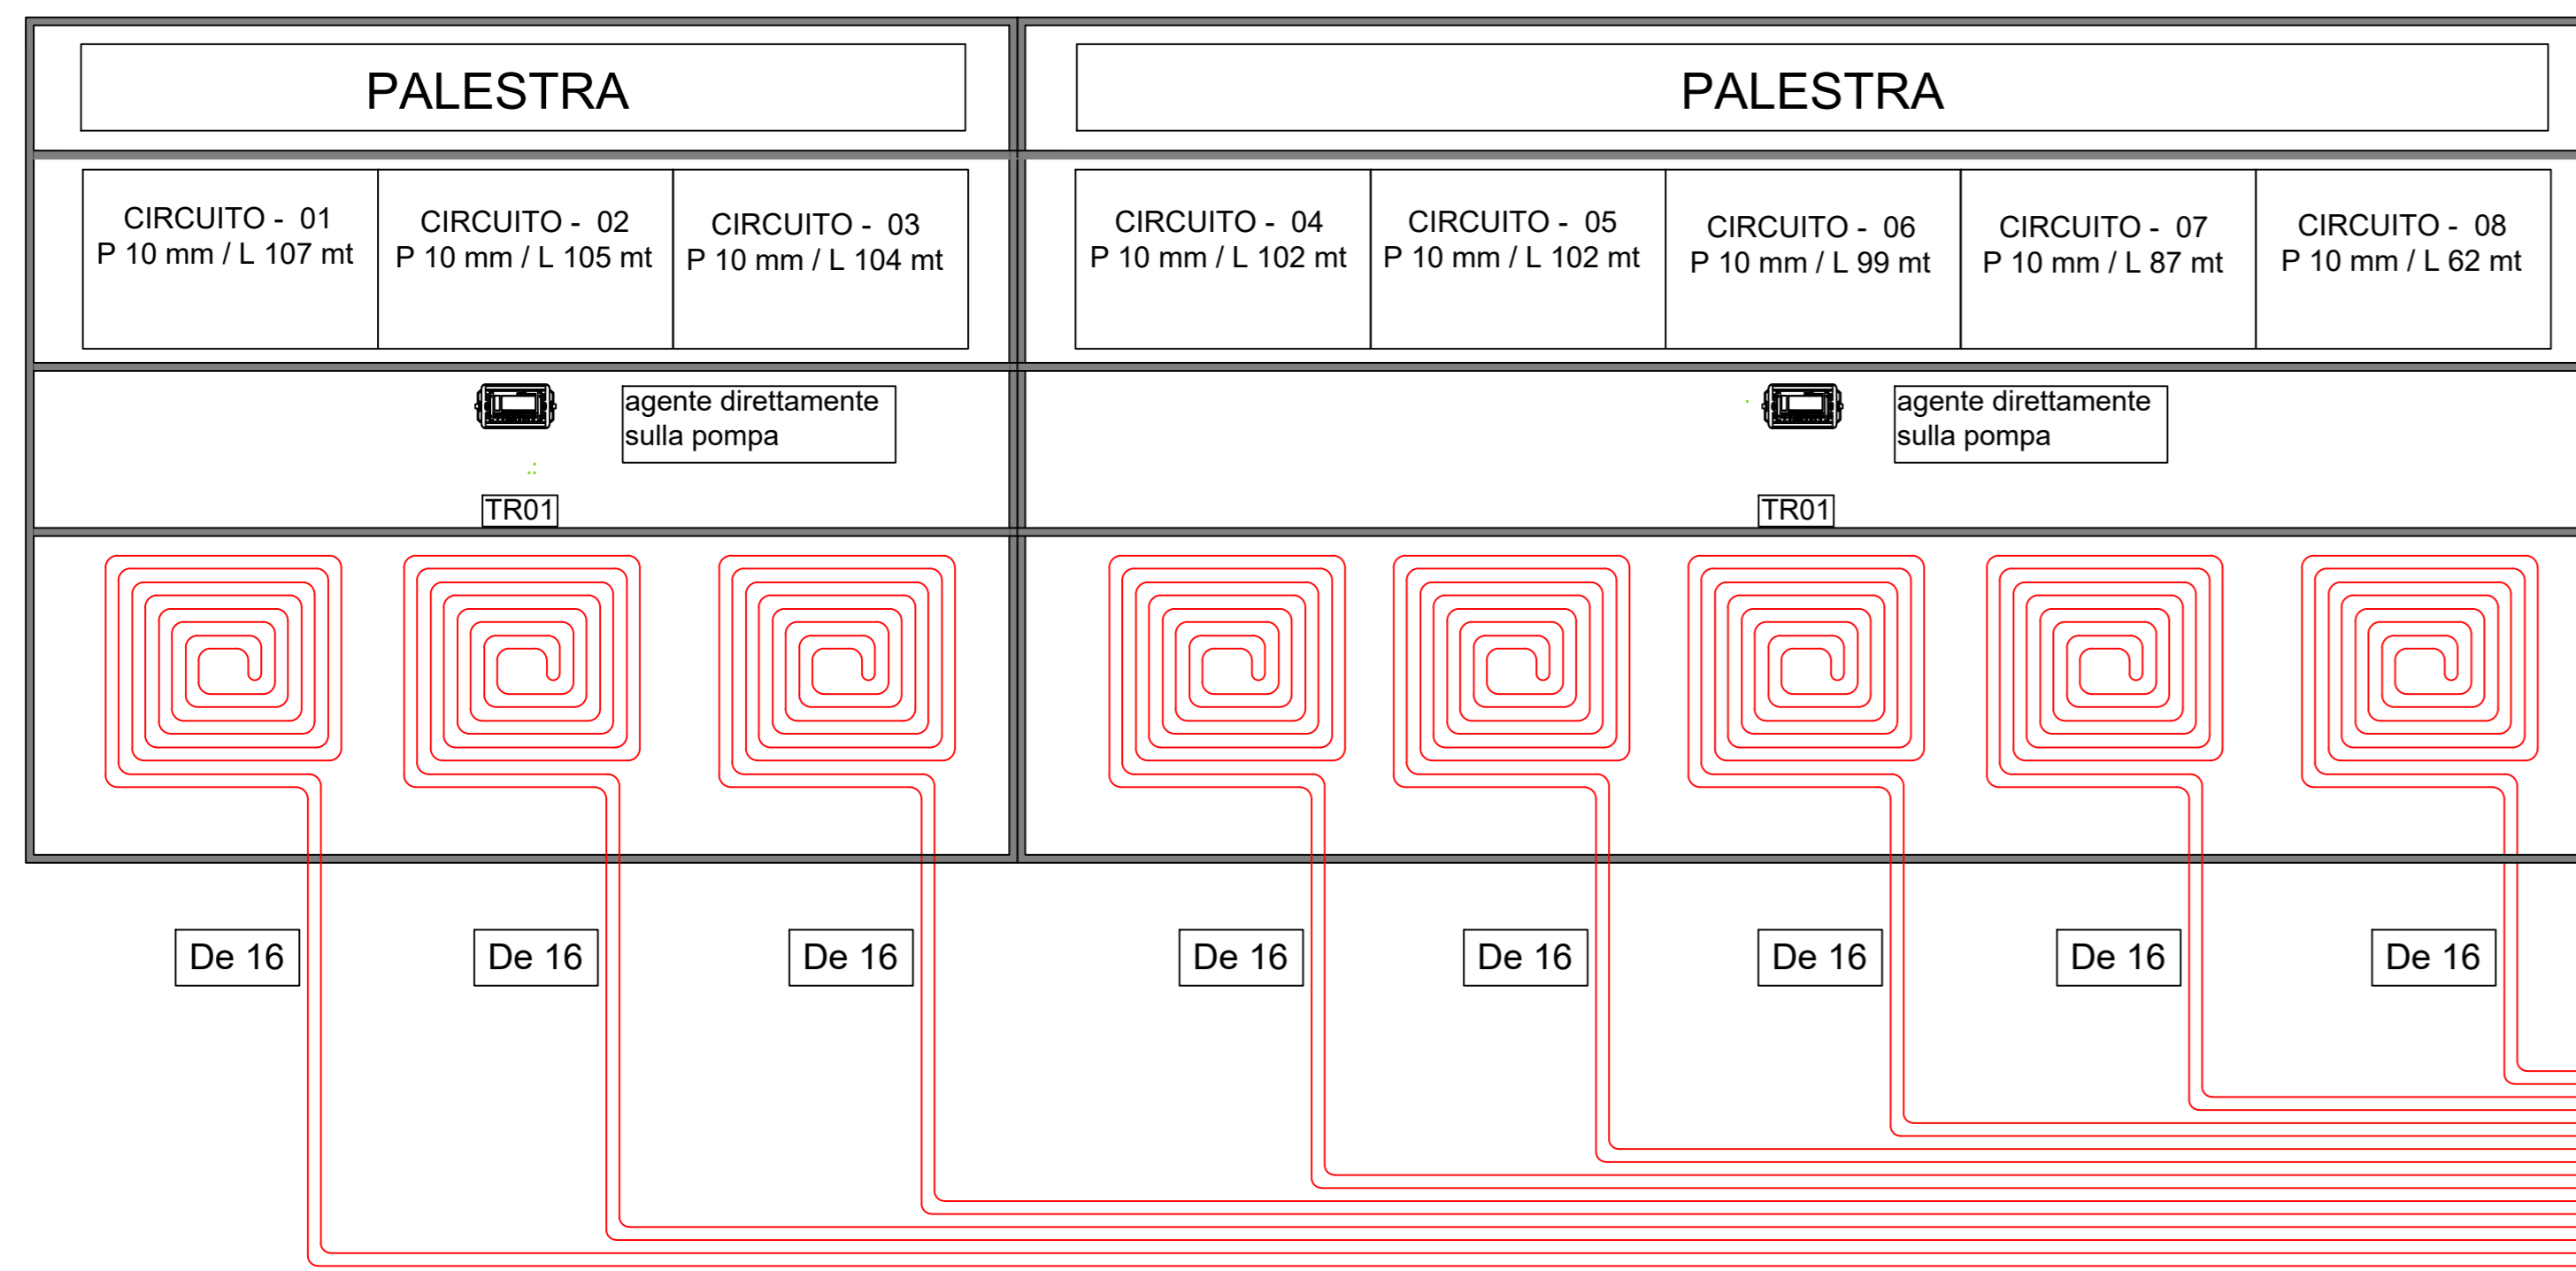 PALESTRA
PALESTRA
CIRCUITO - 01
P 10 mm / L 107 mt
CIRCUITO - 02
P 10 mm / L 105 mt
CIRCUITO - 03
P 10 mm / L 104 mt
CIRCUITO - 04
P 10 mm / L 102 mt
CIRCUITO - 05
P 10 mm / L 102 mt
CIRCUITO - 06
P 10 mm / L 99 mt
CIRCUITO - 07
P 10 mm / L 87 mt
CIRCUITO - 08
P 10 mm / L 62 mt
agente direttamente
sulla pompa
TR01
agente direttamente
sulla pompa
TR01
De 16
De 16
De 16
De 16
De 16
De 16
De 16
De 16